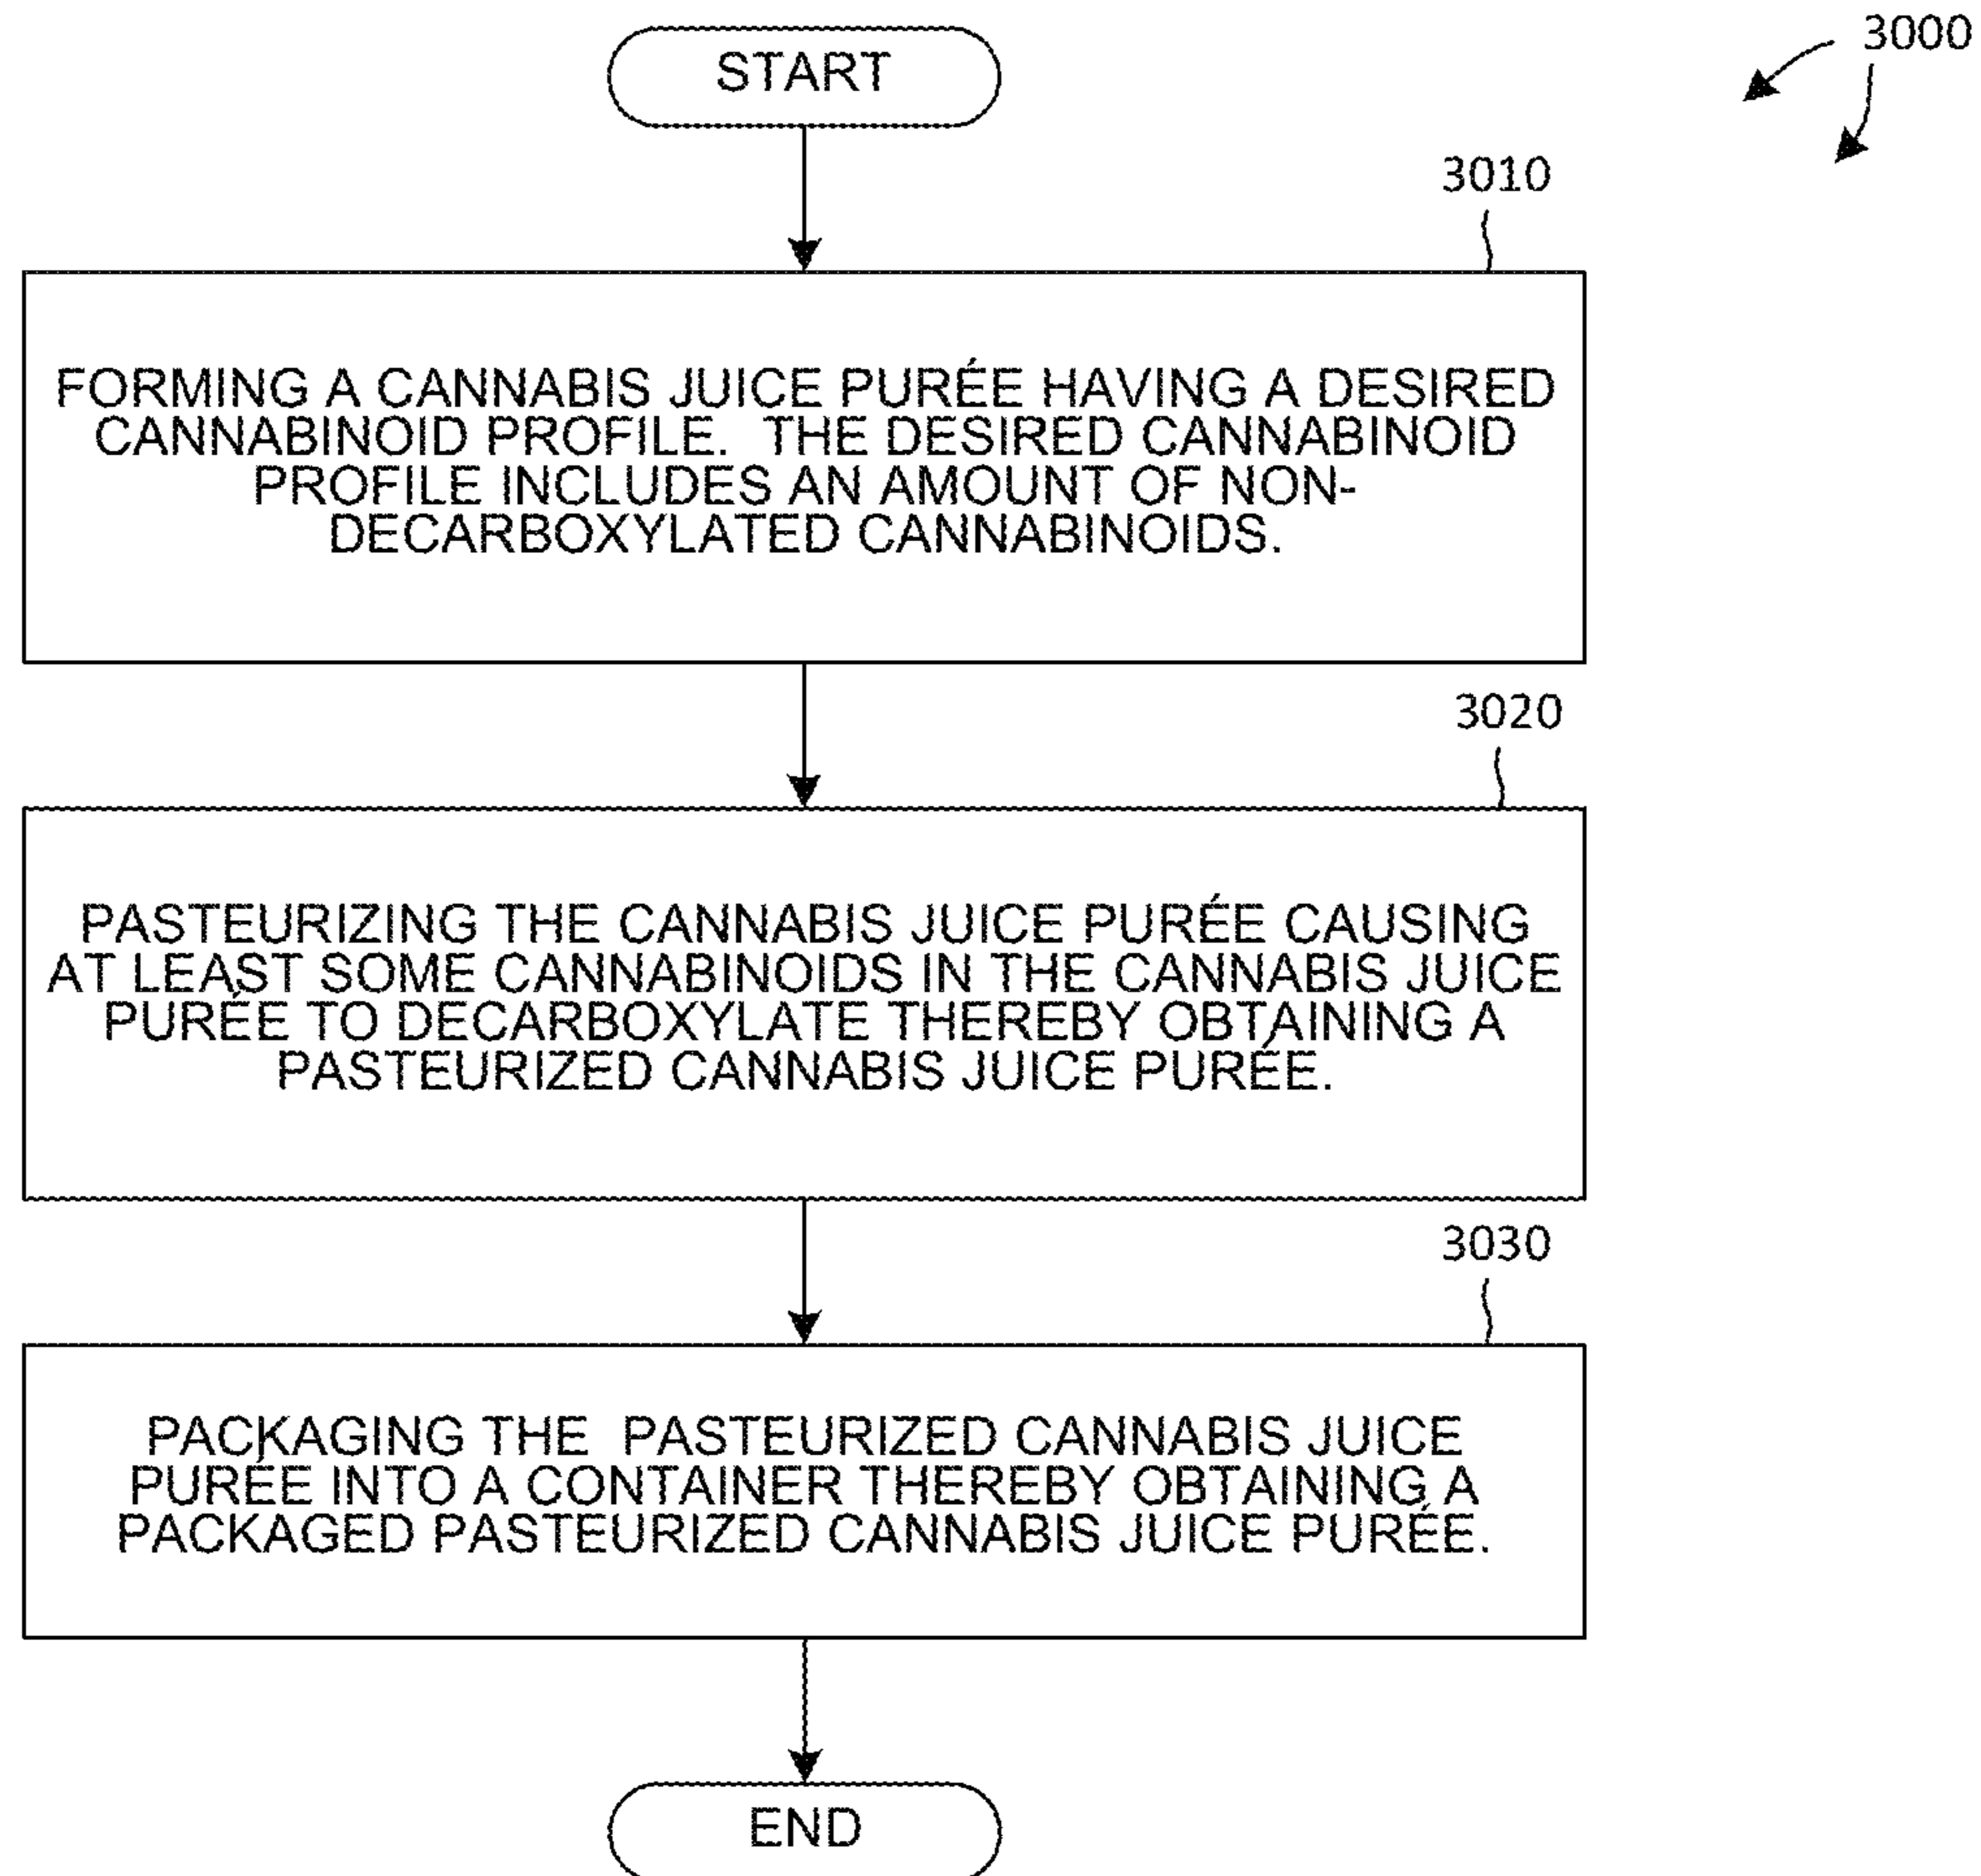 START
3000
3010
FORMING A CANNABIS JUICE PURÉE HAVING A DESIRED
CANNABINOID PROFILE. THE DESIRED CANNABINOID
PROFILE INCLUDES AN AMOUNT OF NON-
DECARBOXYLATED CANNABINOIDS.
3020
PASTEURIZING THE CANNABIS JUICE PURÉE CAUSING
AT LEAST SOME CANNABINOIDS IN THE CANNABIS JUICE
PURÉE TO DECARBOXYLATE THEREBY OBTAINING A
PASTEURIZED CANNABIS JUICE PURÉE.
3030
PACKAGING THE PASTEURIZED CANNABIS JUICE
PURÉE INTO A CONTAINER THEREBY OBTAINING A
PACKAGED PASTEURIZED CANNABIS JUICE PURÉE.
END